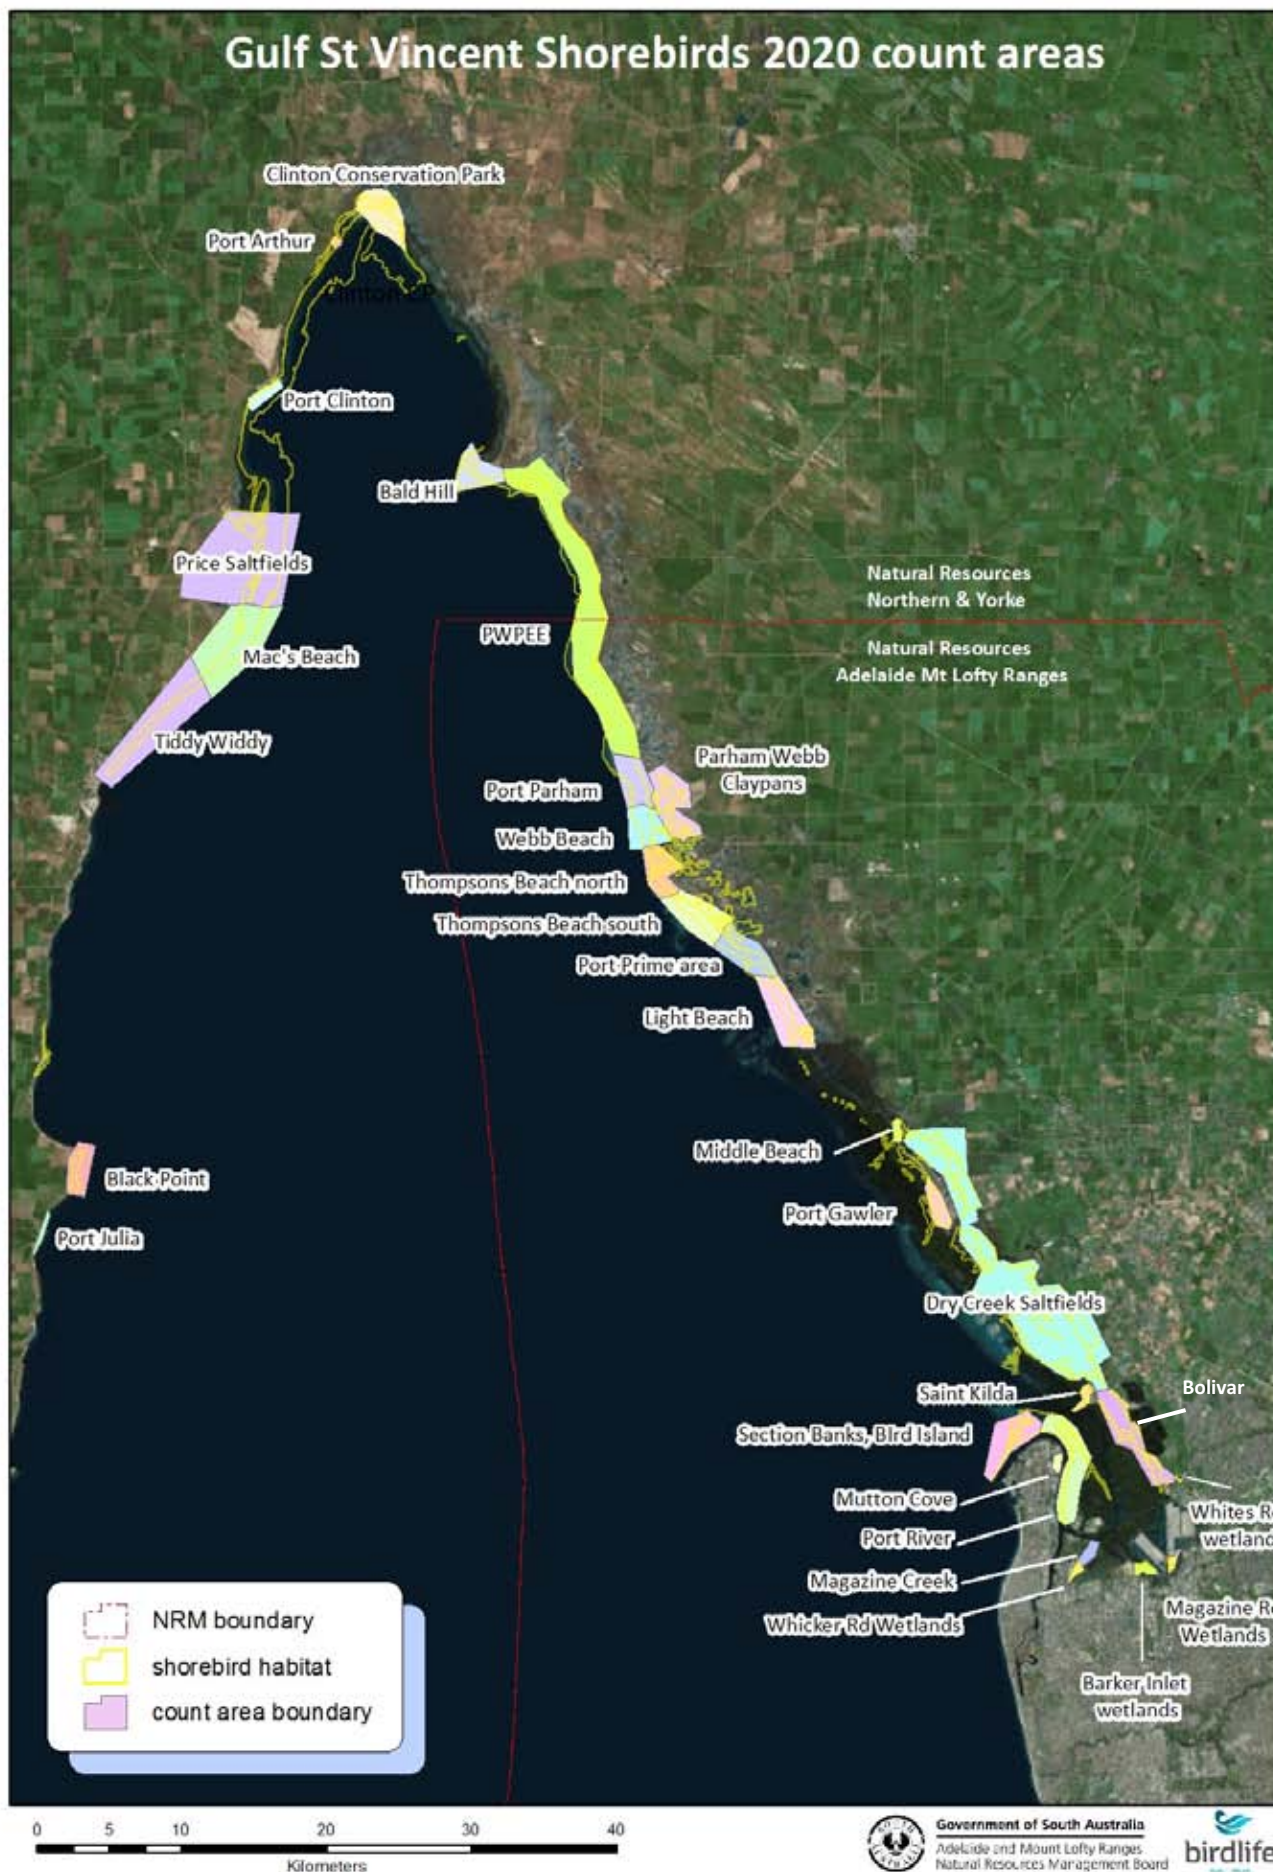 Gulf St Vincent Shorebirds 2020 count areas
Clinton Conservation Park
Port Arthur
Clinton CP
Port Clinton
Bald Hill
Price Saltfields
Natural Resources
Northern & Yorke
PWPEE
Natural Resources
Adelaide Mt Lofty Ranges
Mac's Beach
Tiddy Widdy
Parham Webb
Claypans
Port Parham
Webb Beach
Thompsons Beach north
Thompsons Beach south
Port Prime area
Light Beach
Middle Beach
Black Point
Port Gawler
Port Julia
Dry Creek Saltfields
Saint Kilda
Bolivar
Section Banks, BIrd Island
Mutton Cove
Whites R
wetland
Port River
Magazine Creek
Whicker Rd Wetlands
Magazine R
Wetlands
Barker Inlet
wetlands
NRM boundary
shorebird habitat
count area boundary
0 5 10 20 30 40
Kilometers
Government of South Australia
Adelaide and Mount Lofty Ranges
Natural Resources Management Board
birdlife